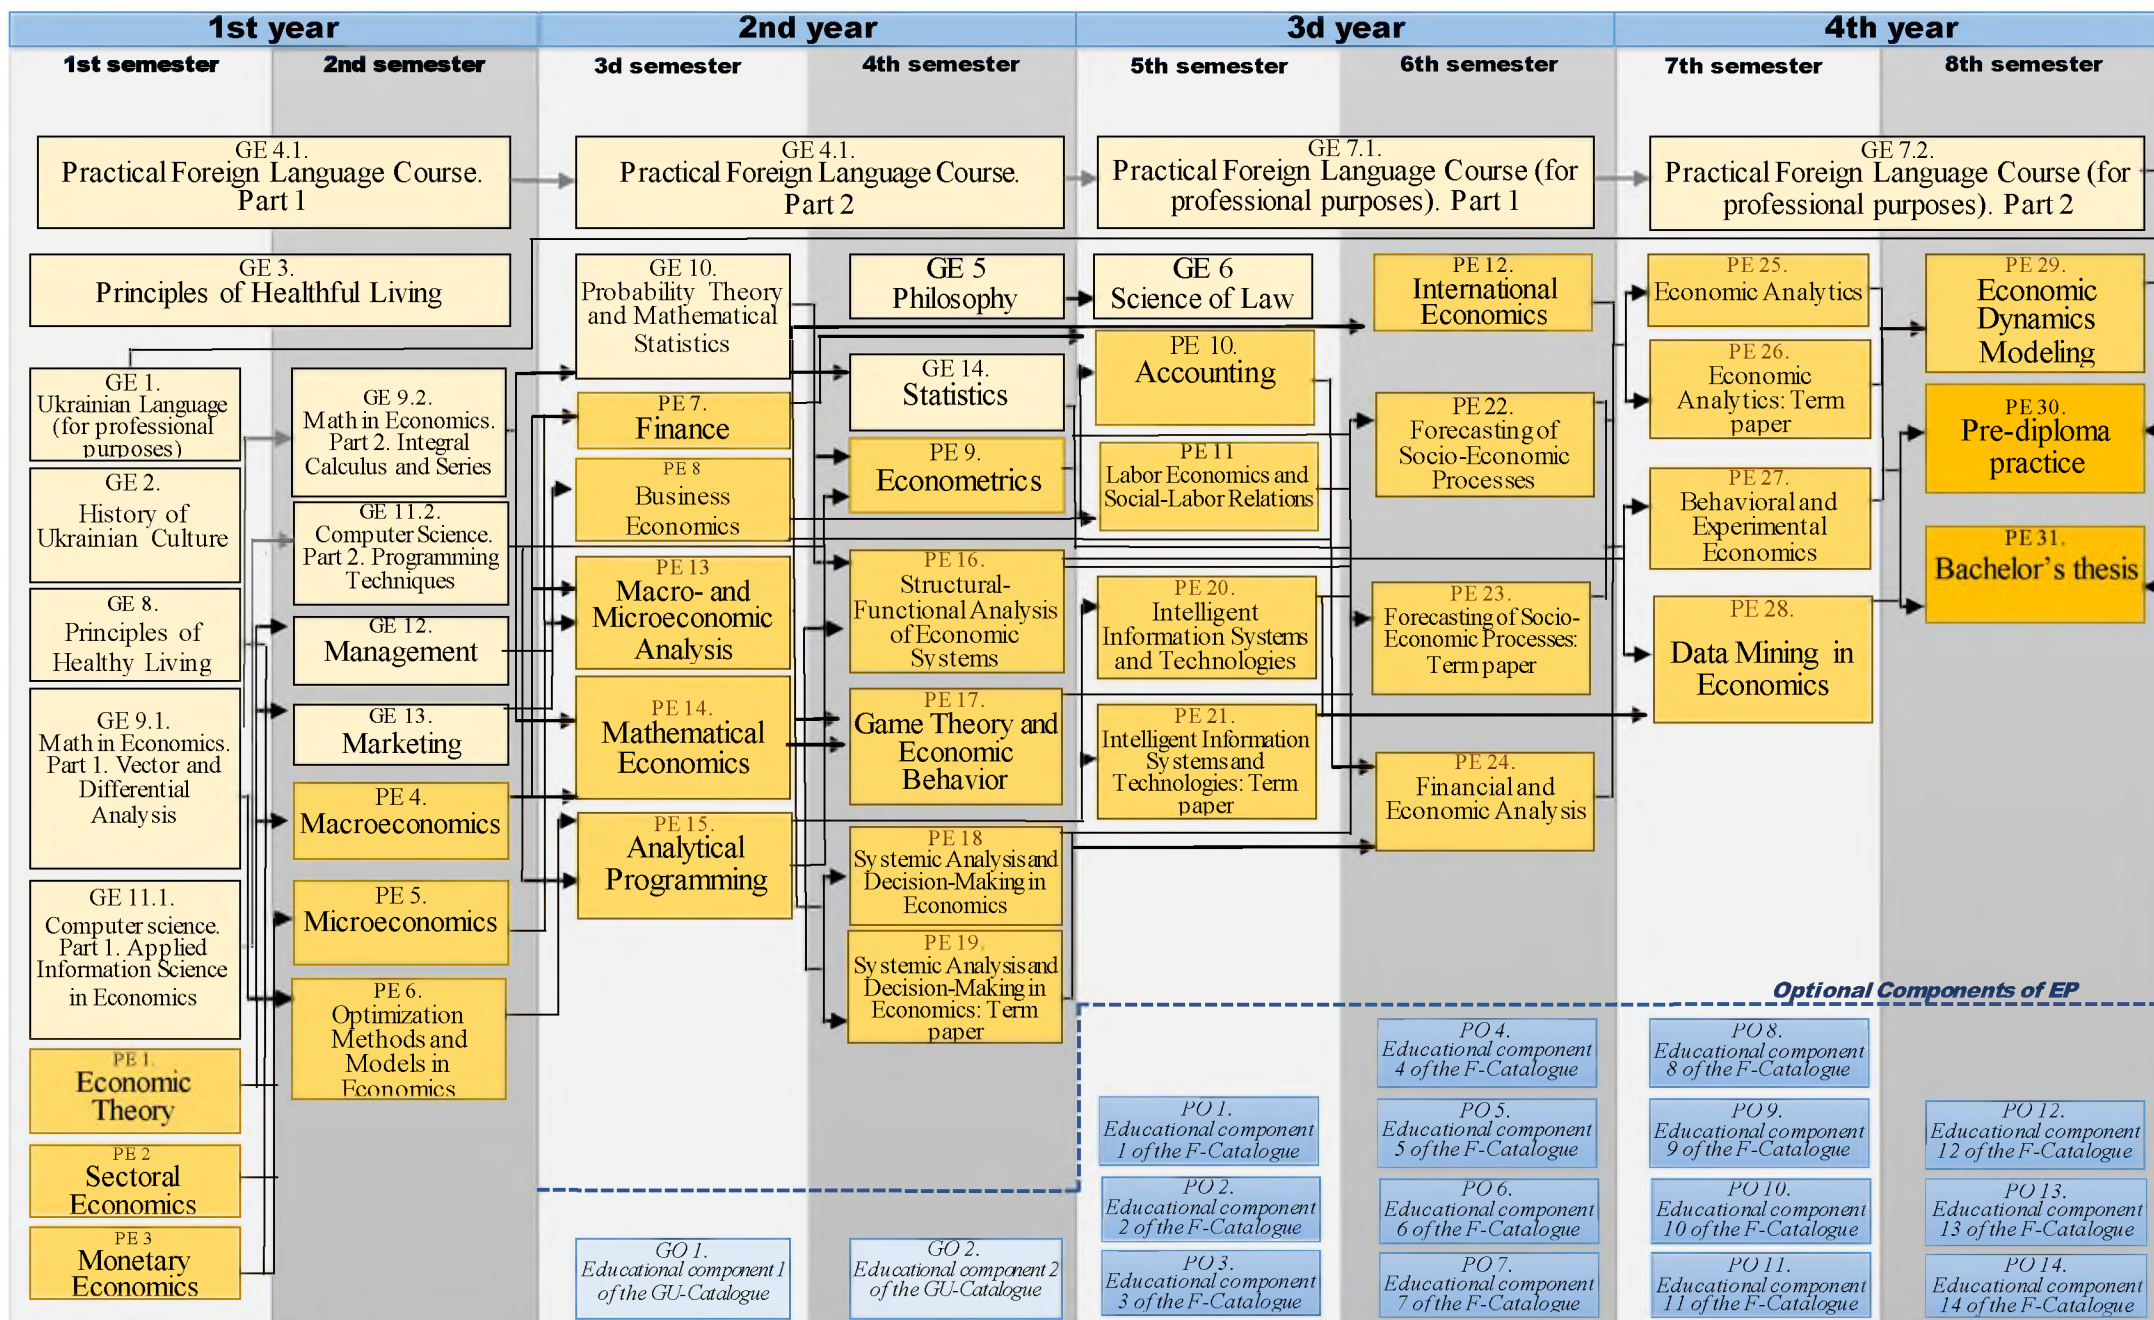 1st year
2nd year
3d year
4th year
1st semester
2nd semester
3d semester
4th semester
5th semester
6th semester
7th semester
8th semester
GE 4.1.
Practical Foreign Language Course.
Part 1
GE 4.1.
Practical Foreign Language Course.
Part 2
GE 7.1.
Practical Foreign Language Course (for
professional purposes). Part 1
GE 7.2.
Practical Foreign Language Course (for
professional purposes). Part 2
GE 3.
Principles of Healthful Living
GE 1.
Ukrainian Language
(for professional
purposes)
GE 2.
History of
Ukrainian Culture
GE 8.
Principles of
Healthy Living
GE 9.1.
Math in Economics.
Part 1. Vector and
Differential
Analysis
GE 11.1.
Computer science.
Part 1. Applied
Information Science
in Economics
PE 1.
Economic
Theory
PE 2
Sectoral
Economics
PE 3
Monetary
Economics
GE 9.2.
Math in Economics.
Part 2. Integral
Calculus and Series
GE 11.2.
Computer Science.
Part 2. Programming
Techniques
GE 12.
Management
GE 13.
Marketing
PE 4.
Macroeconomics
PE 5.
Microeconomics
PE 6.
Optimization
Methods and
Models in
Economics
GE 10.
Probability Theory
and Mathematical
Statistics
PE 7.
Finance
PE 8
Business
Economics
PE 13
Macro- and
Microeconomic
Analysis
PE 14.
Mathematical
Economics
PE 15.
Analytical
Programming
GO 1.
Educational component 1
of the GU-Catalogue
GE 5
Philosophy
GE 14.
Statistics
PE 9.
Econometrics
PE 16.
Structural-
Functional Analysis
of Economic
Systems
PE 17.
Game Theory and
Economic
Behavior
PE 18
Systemic Analysis and
Decision-Making in
Economics
PE 19.
Systemic Analysis and
Decision-Making in
Economics: Term
paper
GO 2.
Educational component 2
of the GU-Catalogue
GE 6
Science of Law
PE 10.
Accounting
PE 11
Labor Economics and
Social-Labor Relations
PE 20.
Intelligent
Information Systems
and Technologies
PE 21.
Intelligent Information
Systems and
Technologies: Term
paper
PO 1.
Educational component
1 of the F-Catalogue
PO 2.
Educational component
2 of the F-Catalogue
PO 3.
Educational component
3 of the F-Catalogue
PE 12.
International
Economics
PE 22.
Forecasting of
Socio-Economic
Processes
PE 23.
Forecasting of Socio-
Economic Processes:
Term paper
PE 24.
Financial and
Economic Analysis
PO 4.
Educational component
4 of the F-Catalogue
PO 5.
Educational component
5 of the F-Catalogue
PO 6.
Educational component
6 of the F-Catalogue
PO 7.
Educational component
7 of the F-Catalogue
PE 25.
Economic Analytics
PE 26.
Economic
Analytics: Term
paper
PE 27.
Behavioral and
Experimental
Economics
PE 28.
Data Mining in
Economics
Optional Components of EP
PO 8.
Educational component
8 of the F-Catalogue
PO 9.
Educational component
9 of the F-Catalogue
PO 10.
Educational component
10 of the F-Catalogue
PO 11.
Educational component
11 of the F-Catalogue
PE 29.
Economic
Dynamics
Modeling
PE 30.
Pre-diploma
practice
PE 31.
Bachelor's thesis
PO 12.
Educational component
12 of the F-Catalogue
PO 13.
Educational component
13 of the F-Catalogue
PO 14.
Educational component
14 of the F-Catalogue